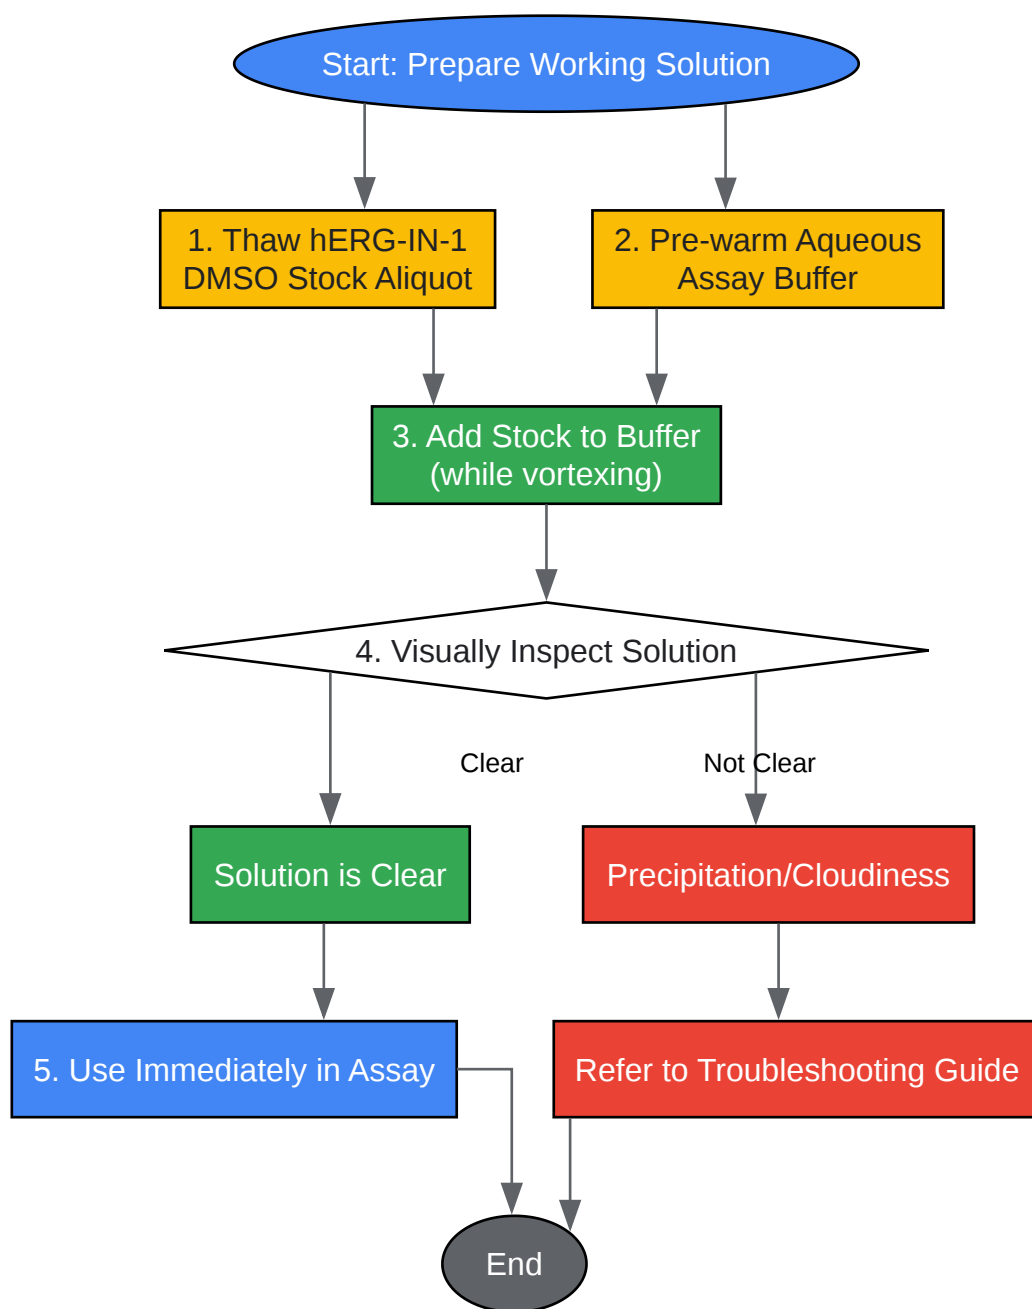 Start: Prepare Working Solution
1. Thaw hERG-IN-1
DMSO Stock Aliquot
2. Pre-warm Aqueous
Assay Buffer
3. Add Stock to Buffer
(while vortexing)
4. Visually Inspect Solution
Clear
Not Clear
Solution is Clear
Precipitation/Cloudiness
5. Use Immediately in Assay
Refer to Troubleshooting Guide
End